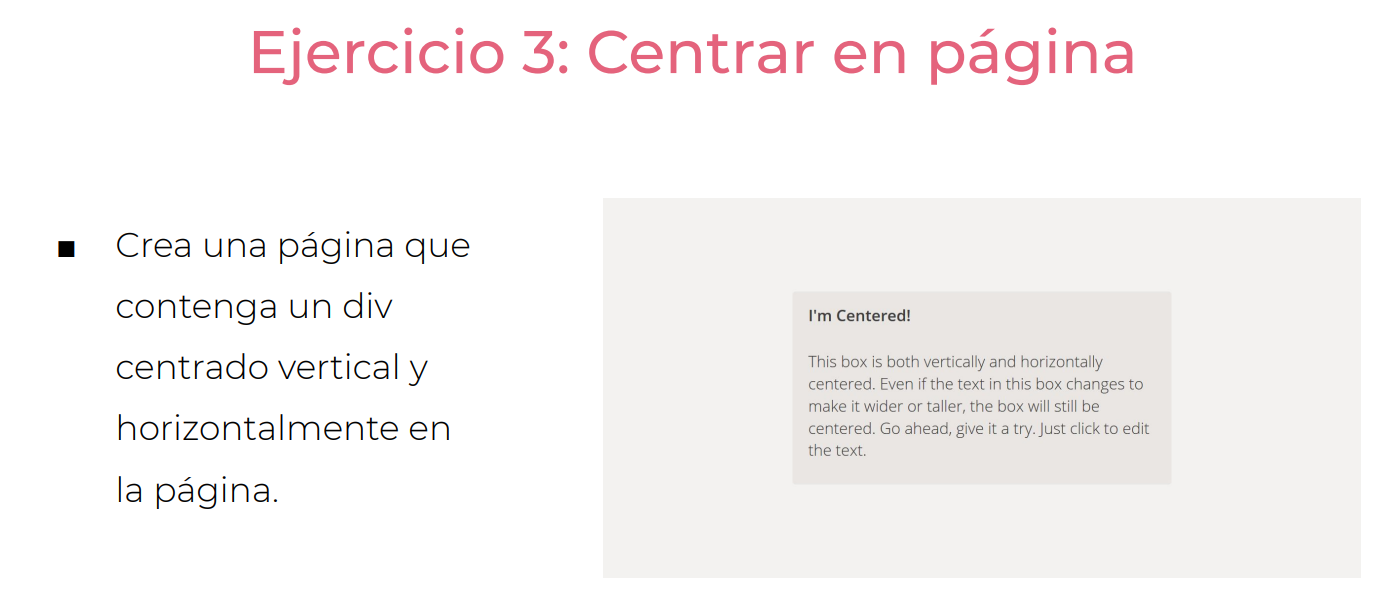 Ejercicio 3: Centrar en página
▪ Crea una página que
contenga un div
centrado vertical y
horizontalmente en
la página.
I'm Centered!
This box is both vertically and horizontally
centered. Even if the text in this box changes to
make it wider or taller, the box will still be
centered. Go ahead, give it a try. Just click to edit
the text.